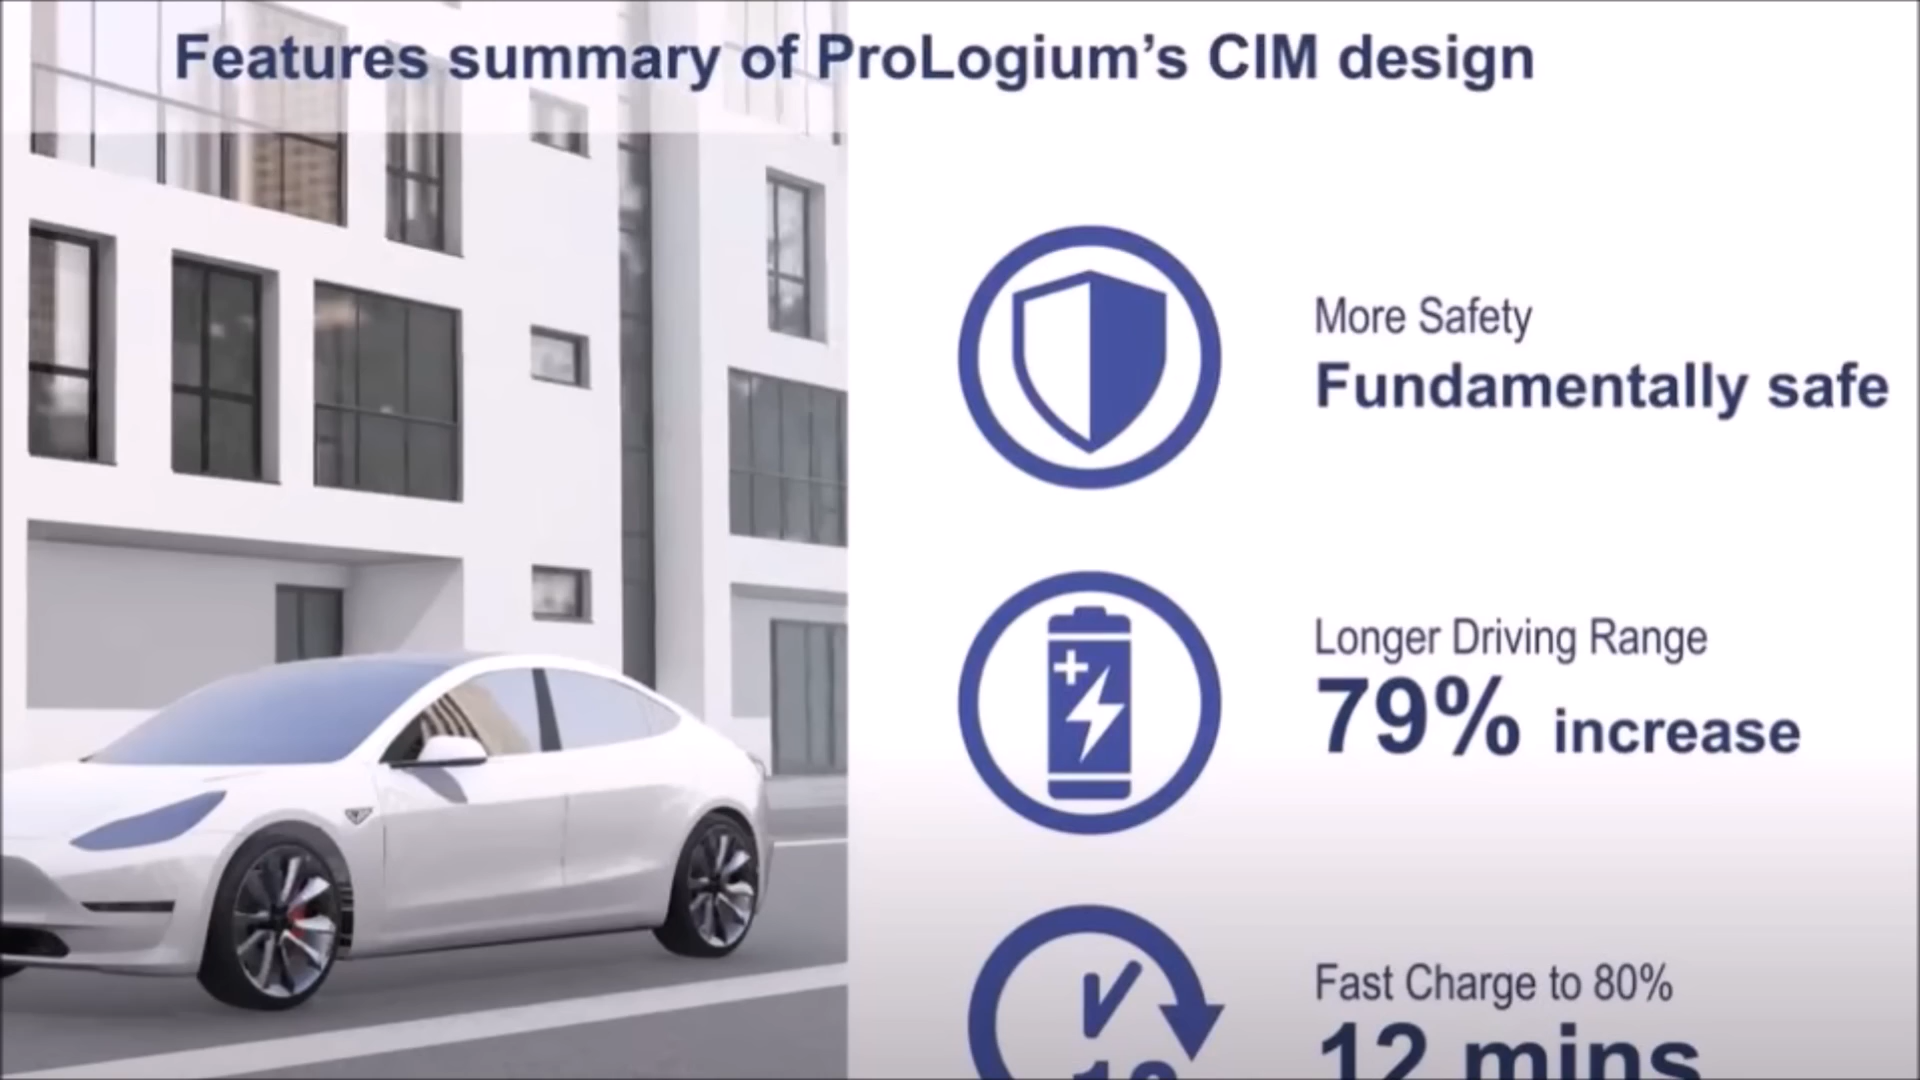 Features summary of ProLogium's CIM design
More Safety
Fundamentally safe
Longer Driving Range
79% increase
Fast Charge to 80%
12 mins